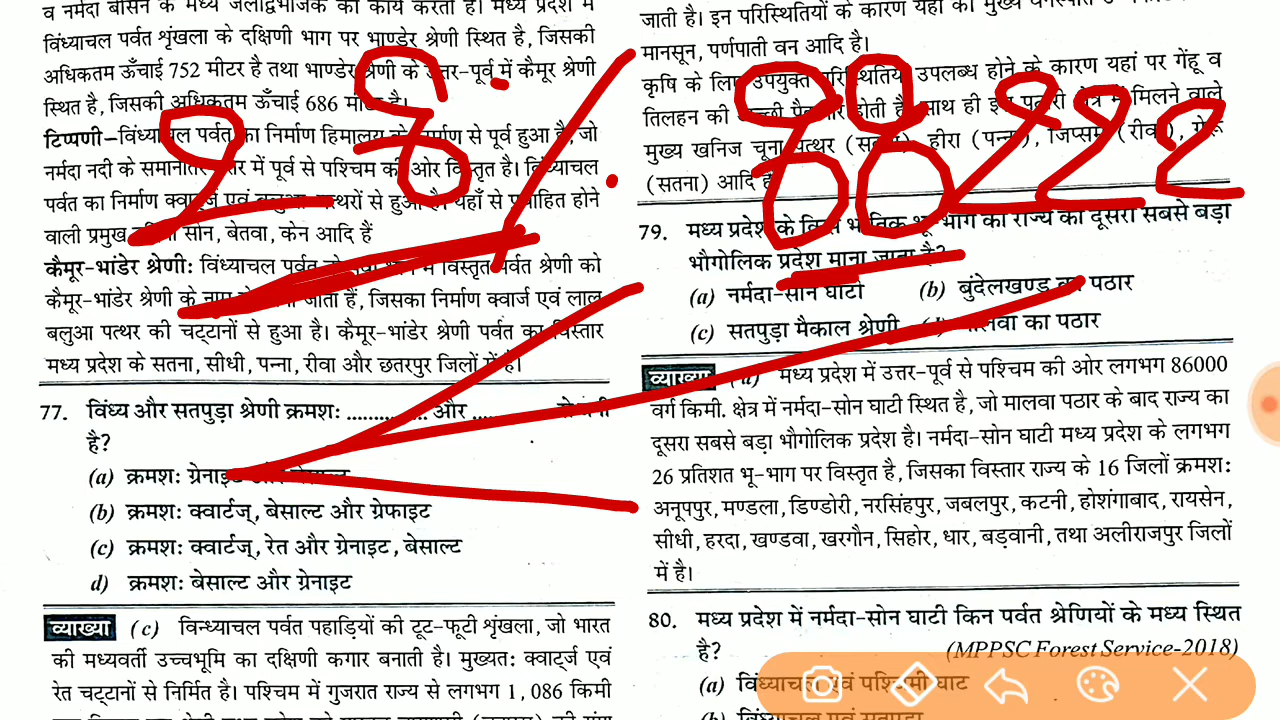 व नर्मदा बेसिन के मध्य जलविभाजक का कार्य करता है। मध्य प्रदेश में
विंध्याचल पर्वत शृंखला के दक्षिणी भाग पर भाण्डेर श्रेणी स्थित है, जिसकी
अधिकतम ऊँचाई 752 मीटर है तथा भाण्डेर श्रेणी के उत्तर-पूर्व में कैमूर श्रेणी
स्थित है, जिसकी अधिकतम ऊँचाई 686 मीटर है।
टिप्पणी–विंध्याचल पर्वत का निर्माण हिमालय के निर्माण से पूर्व हुआ है, जो
नर्मदा नदी के समानांतर में पूर्व से पश्चिम की ओर विस्तृत है। विंध्याचल
पर्वत का निर्माण क्वार्ट्ज एवं बलुआ पत्थरों से हुआ है। यहाँ से प्रवाहित होने
वाली प्रमुख सोन, बेतवा, केन आदि हैं
कैमूर-भांडेर श्रेणी: विंध्याचल पर्वत में विस्तृत पर्वत श्रेणी को
कैमूर-भांडेर श्रेणी के नाम से जाना जाता हैं, जिसका निर्माण क्वार्ज एवं लाल
बलुआ पत्थर की चट्टानों से हुआ है। कैमूर-भांडेर श्रेणी पर्वत का विस्तार
मध्य प्रदेश के सतना, सीधी, पन्ना, रीवा और छतरपुर जिलों में है।
77. विंध्य और सतपुड़ा श्रेणी क्रमश: ................ और ........
है?
(a) क्रमश: ग्रेनाइट और बेसाल्ट
(b) क्रमश: क्वार्टज्, बेसाल्ट और ग्रेफाइट
(c) क्रमश: क्वार्टज्, रेत और ग्रेनाइट, बेसाल्ट
d) क्रमश: बेसाल्ट और ग्रेनाइट
व्याख्या (c) विन्ध्याचल पर्वत पहाड़ियों की टूट-फूटी शृंखला, जो भारत
की मध्यवर्ती उच्चभूमि का दक्षिणी कगार बनाती है। मुख्यत: क्वार्ट्ज एवं
रेत चट्टानों से निर्मित है। पश्चिम में गुजरात राज्य से लगभग 1,086 किमी
जाती है। इन परिस्थितियों के कारण यहां की मुख्य वनस्पति
मानसून, पर्णपाती वन आदि है।
कृषि के लिए उपयुक्त परिस्थितियां उपलब्ध होने के कारण यहां पर गेंहू व
तिलहन की अच्छी पैदावार होती है, साथ ही इस पठारी क्षेत्र में मिलने वाले
मुख्य खनिज चूना पत्थर (सतना), हीरा (पन्ना), जिप्सम (रीवा), गेरू
(सतना) आदि है
79. मध्य प्रदेश के किस भौतिक भू-भाग को राज्य का दूसरा सबसे बड़ा
भौगोलिक प्रदेश माना जाता है?
(a) नर्मदा-सोन घाटी (b) बुंदेलखण्ड का पठार
(c) सतपुड़ा मैकाल श्रेणी (d) मालवा का पठार
व्याख्या (a) मध्य प्रदेश में उत्तर-पूर्व से पश्चिम की ओर लगभग 86000
वर्ग किमी. क्षेत्र में नर्मदा-सोन घाटी स्थित है, जो मालवा पठार के बाद राज्य का
दूसरा सबसे बड़ा भौगोलिक प्रदेश है। नर्मदा-सोन घाटी मध्य प्रदेश के लगभग
26 प्रतिशत भू-भाग पर विस्तृत है, जिसका विस्तार राज्य के 16 जिलों क्रमश:
अनूपपुर, मण्डला, डिण्डोरी, नरसिंहपुर, जबलपुर, कटनी, होशंगाबाद, रायसेन,
सीधी, हरदा, खण्डवा, खरगौन, सिहोर, धार, बड़वानी, तथा अलीराजपुर जिलों
में है।
80. मध्य प्रदेश में नर्मदा-सोन घाटी किन पर्वत श्रेणियों के मध्य स्थित
है? (MPPSC Forest Service-2018)
(a) विंध्याचल एवं पश्चिमी घाट
(b) विंध्याचल एवं सतपुड़ा